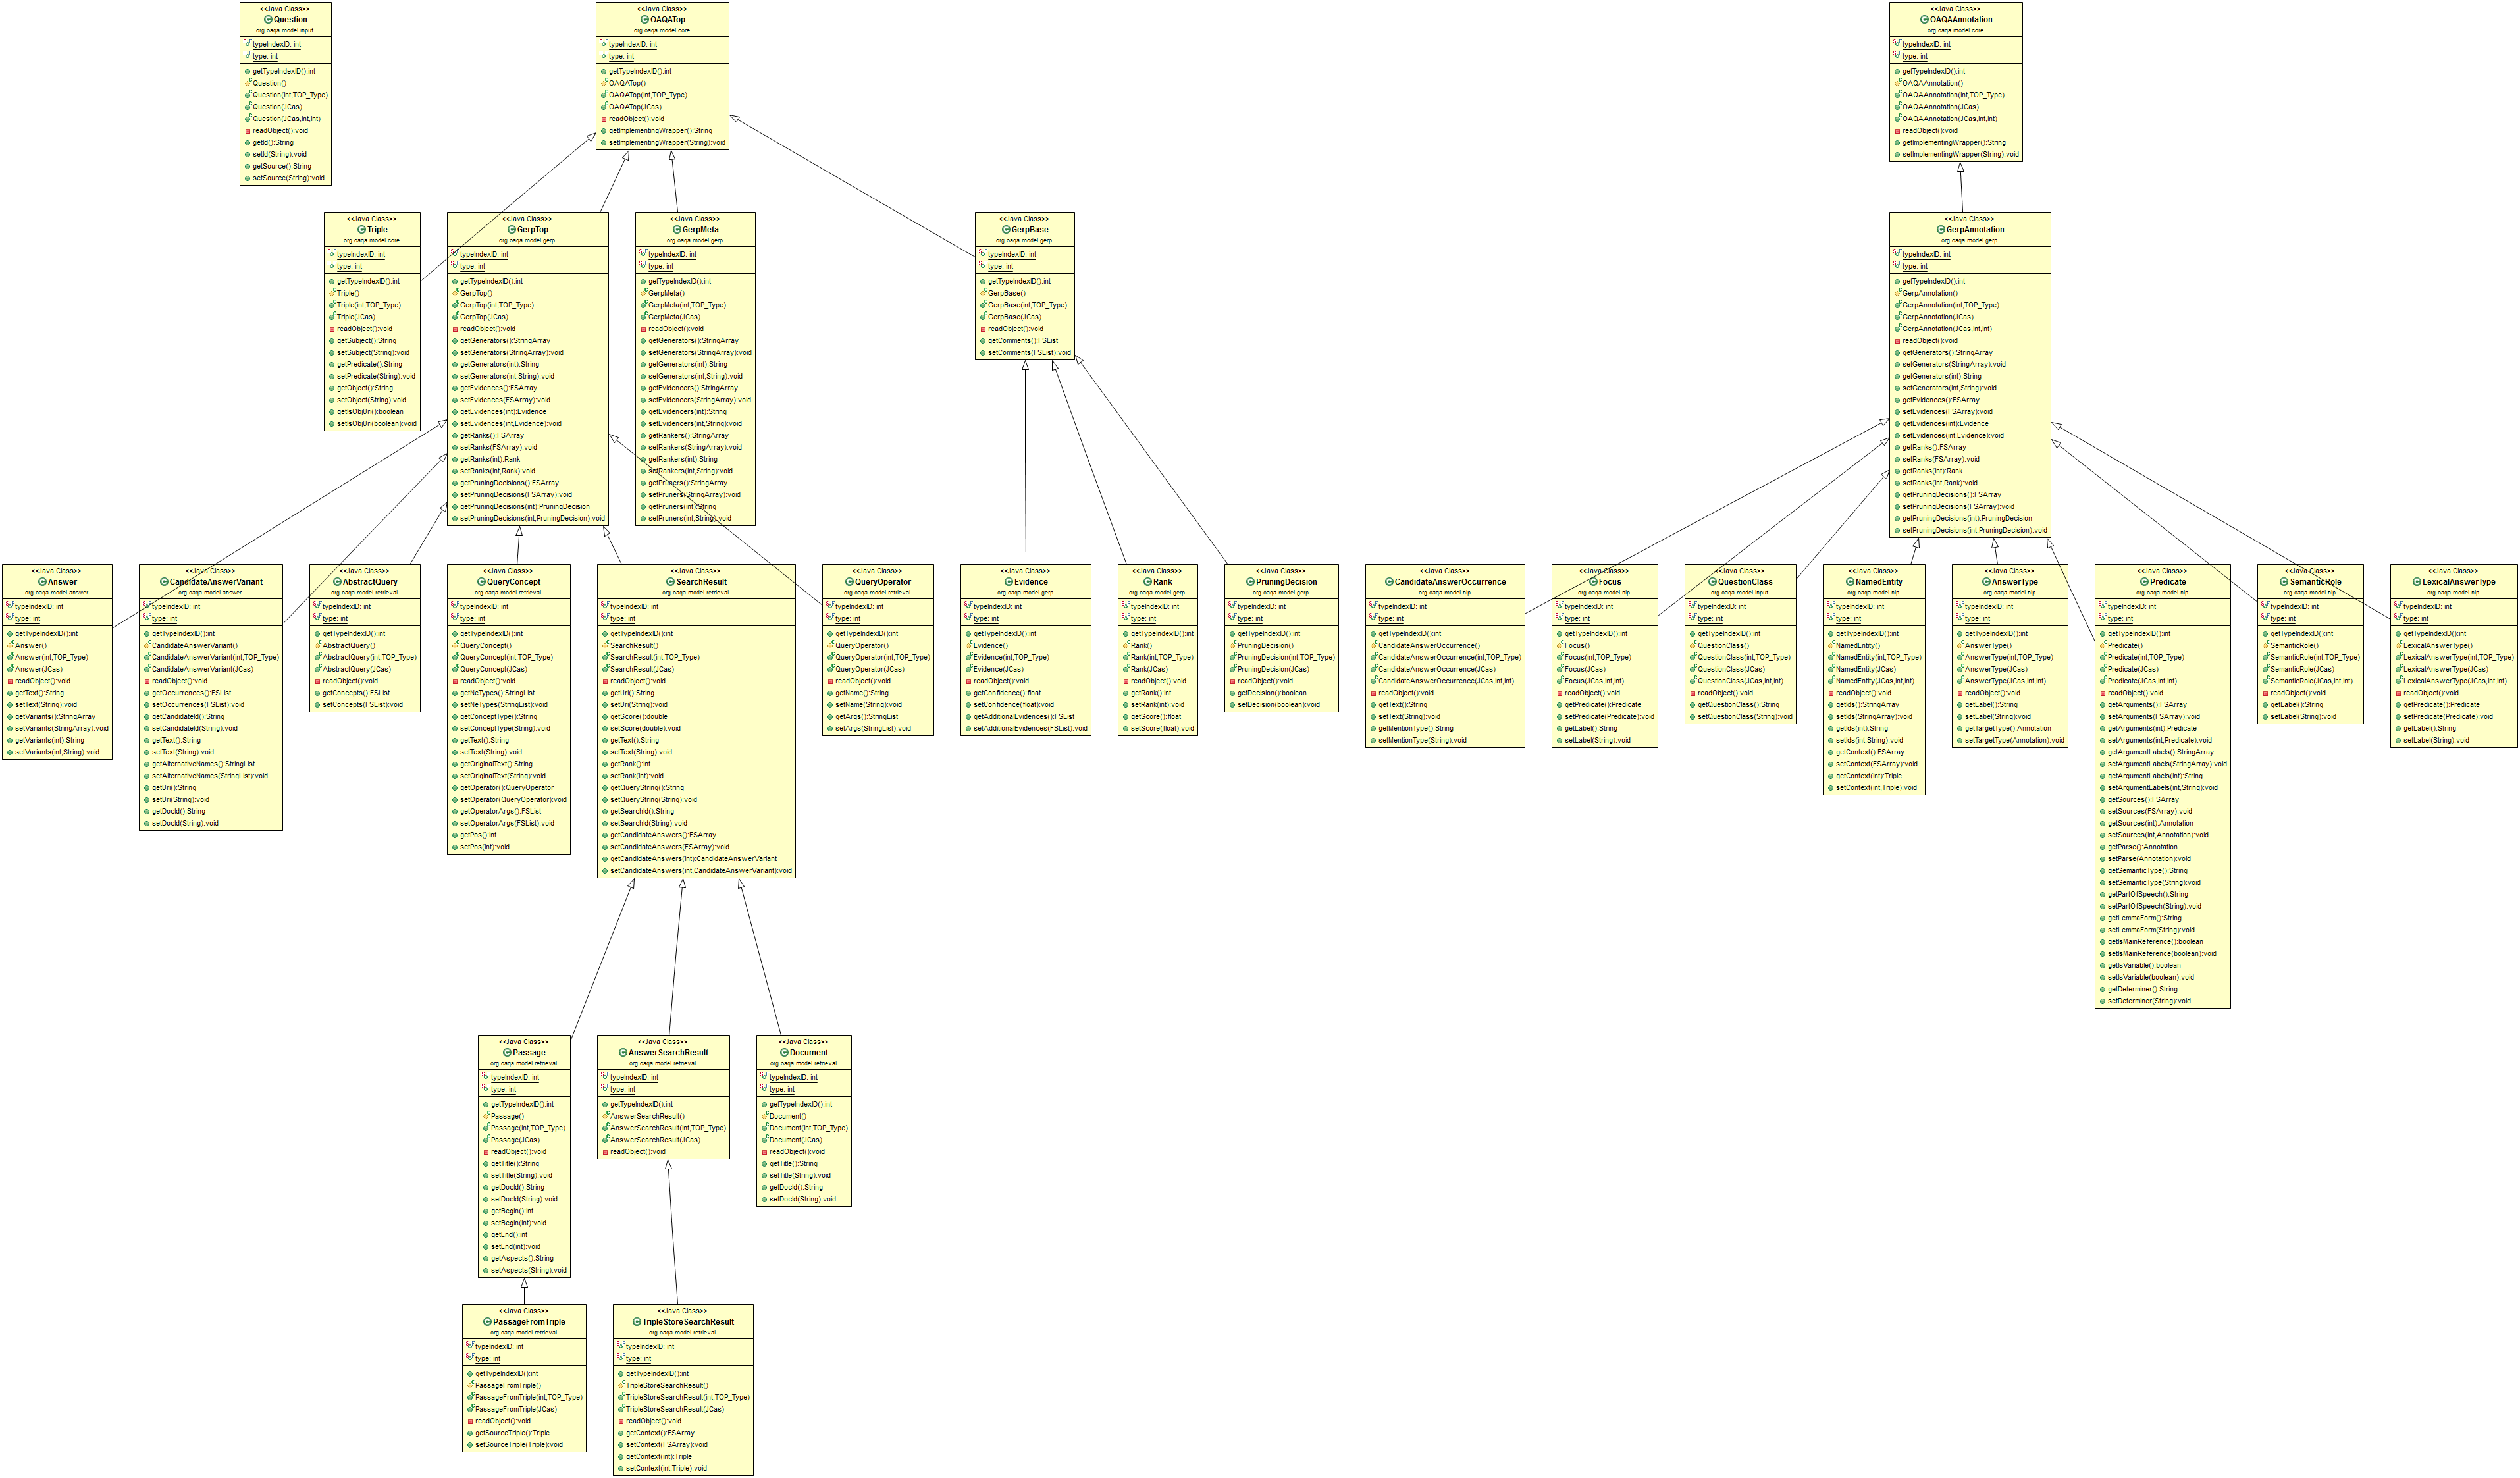 <<Java Class>>
Question
org.oaqa.model.input
typeIndexID: int
type: int
getTypeIndexID():int
Question()
Question(int,TOP_Type)
Question(JCas)
Question(JCas,int,int)
readObject():void
getId():String
setId(String):void
getSource():String
setSource(String):void
<<Java Class>>
OAQATop
org.oaqa.model.core
typeIndexID: int
type: int
getTypeIndexID():int
OAQATop()
OAQATop(int,TOP_Type)
OAQATop(JCas)
readObject():void
getImplementingWrapper():String
setImplementingWrapper(String):void
<<Java Class>>
OAQAAnnotation
org.oaqa.model.core
typeIndexID: int
type: int
getTypeIndexID():int
OAQAAnnotation()
OAQAAnnotation(int,TOP_Type)
OAQAAnnotation(JCas)
OAQAAnnotation(JCas,int,int)
readObject():void
getImplementingWrapper():String
setImplementingWrapper(String):void
<<Java Class>>
Triple
org.oaqa.model.core
typeIndexID: int
type: int
getTypeIndexID():int
Triple()
Triple(int,TOP_Type)
Triple(JCas)
readObject():void
getSubject():String
setSubject(String):void
getPredicate():String
setPredicate(String):void
getObject():String
setObject(String):void
getIsObjUri():boolean
setIsObjUri(boolean):void
<<Java Class>>
GerpTop
org.oaqa.model.gerp
typeIndexID: int
type: int
getTypeIndexID():int
GerpTop()
GerpTop(int,TOP_Type)
GerpTop(JCas)
readObject():void
getGenerators():StringArray
setGenerators(StringArray):void
getGenerators(int):String
setGenerators(int,String):void
getEvidences():FSArray
setEvidences(FSArray):void
getEvidences(int):Evidence
setEvidences(int,Evidence):void
getRanks():FSArray
setRanks(FSArray):void
getRanks(int):Rank
setRanks(int,Rank):void
getPruningDecisions():FSArray
setPruningDecisions(FSArray):void
getPruningDecisions(int):PruningDecision
setPruningDecisions(int,PruningDecision):void
<<Java Class>>
GerpMeta
org.oaqa.model.gerp
typeIndexID: int
type: int
getTypeIndexID():int
GerpMeta()
GerpMeta(int,TOP_Type)
GerpMeta(JCas)
readObject():void
getGenerators():StringArray
setGenerators(StringArray):void
getGenerators(int):String
setGenerators(int,String):void
getEvidencers():StringArray
setEvidencers(StringArray):void
getEvidencers(int):String
setEvidencers(int,String):void
getRankers():StringArray
setRankers(StringArray):void
getRankers(int):String
setRankers(int,String):void
getPruners():StringArray
setPruners(StringArray):void
getPruners(int):String
setPruners(int,String):void
<<Java Class>>
GerpBase
org.oaqa.model.gerp
typeIndexID: int
type: int
getTypeIndexID():int
GerpBase()
GerpBase(int,TOP_Type)
GerpBase(JCas)
readObject():void
getComments():FSList
setComments(FSList):void
<<Java Class>>
GerpAnnotation
org.oaqa.model.gerp
typeIndexID: int
type: int
getTypeIndexID():int
GerpAnnotation()
GerpAnnotation(int,TOP_Type)
GerpAnnotation(JCas)
GerpAnnotation(JCas,int,int)
readObject():void
getGenerators():StringArray
setGenerators(StringArray):void
getGenerators(int):String
setGenerators(int,String):void
getEvidences():FSArray
setEvidences(FSArray):void
getEvidences(int):Evidence
setEvidences(int,Evidence):void
getRanks():FSArray
setRanks(FSArray):void
getRanks(int):Rank
setRanks(int,Rank):void
getPruningDecisions():FSArray
setPruningDecisions(FSArray):void
getPruningDecisions(int):PruningDecision
setPruningDecisions(int,PruningDecision):void
<<Java Class>>
Answer
org.oaqa.model.answer
typeIndexID: int
type: int
getTypeIndexID():int
Answer()
Answer(int,TOP_Type)
Answer(JCas)
readObject():void
getText():String
setText(String):void
getVariants():StringArray
setVariants(StringArray):void
getVariants(int):String
setVariants(int,String):void
<<Java Class>>
CandidateAnswerVariant
org.oaqa.model.answer
typeIndexID: int
type: int
getTypeIndexID():int
CandidateAnswerVariant()
CandidateAnswerVariant(int,TOP_Type)
CandidateAnswerVariant(JCas)
readObject():void
getOccurrences():FSList
setOccurrences(FSList):void
getCandidateId():String
setCandidateId(String):void
getText():String
setText(String):void
getAlternativeNames():StringList
setAlternativeNames(StringList):void
getUri():String
setUri(String):void
getDocId():String
setDocId(String):void
<<Java Class>>
AbstractQuery
org.oaqa.model.retrieval
typeIndexID: int
type: int
getTypeIndexID():int
AbstractQuery()
AbstractQuery(int,TOP_Type)
AbstractQuery(JCas)
readObject():void
getConcepts():FSList
setConcepts(FSList):void
<<Java Class>>
QueryConcept
org.oaqa.model.retrieval
typeIndexID: int
type: int
getTypeIndexID():int
QueryConcept()
QueryConcept(int,TOP_Type)
QueryConcept(JCas)
readObject():void
getNeTypes():StringList
setNeTypes(StringList):void
getConceptType():String
setConceptType(String):void
getText():String
setText(String):void
getOriginalText():String
setOriginalText(String):void
getOperator():QueryOperator
setOperator(QueryOperator):void
getOperatorArgs():FSList
setOperatorArgs(FSList):void
getPos():int
setPos(int):void
<<Java Class>>
SearchResult
org.oaqa.model.retrieval
typeIndexID: int
type: int
getTypeIndexID():int
SearchResult()
SearchResult(int,TOP_Type)
SearchResult(JCas)
readObject():void
getUri():String
setUri(String):void
getScore():double
setScore(double):void
getText():String
setText(String):void
getRank():int
setRank(int):void
getQueryString():String
setQueryString(String):void
getSearchId():String
setSearchId(String):void
getCandidateAnswers():FSArray
setCandidateAnswers(FSArray):void
getCandidateAnswers(int):CandidateAnswerVariant
setCandidateAnswers(int,CandidateAnswerVariant):void
<<Java Class>>
QueryOperator
org.oaqa.model.retrieval
typeIndexID: int
type: int
getTypeIndexID():int
QueryOperator()
QueryOperator(int,TOP_Type)
QueryOperator(JCas)
readObject():void
getName():String
setName(String):void
getArgs():StringList
setArgs(StringList):void
<<Java Class>>
Evidence
org.oaqa.model.gerp
typeIndexID: int
type: int
getTypeIndexID():int
Evidence()
Evidence(int,TOP_Type)
Evidence(JCas)
readObject():void
getConfidence():float
setConfidence(float):void
getAdditionalEvidences():FSList
setAdditionalEvidences(FSList):void
<<Java Class>>
Rank
org.oaqa.model.gerp
typeIndexID: int
type: int
getTypeIndexID():int
Rank()
Rank(int,TOP_Type)
Rank(JCas)
readObject():void
getRank():int
setRank(int):void
getScore():float
setScore(float):void
<<Java Class>>
PruningDecision
org.oaqa.model.gerp
typeIndexID: int
type: int
getTypeIndexID():int
PruningDecision()
PruningDecision(int,TOP_Type)
PruningDecision(JCas)
readObject():void
getDecision():boolean
setDecision(boolean):void
<<Java Class>>
CandidateAnswerOccurrence
org.oaqa.model.nlp
typeIndexID: int
type: int
getTypeIndexID():int
CandidateAnswerOccurrence()
CandidateAnswerOccurrence(int,TOP_Type)
CandidateAnswerOccurrence(JCas)
CandidateAnswerOccurrence(JCas,int,int)
readObject():void
getText():String
setText(String):void
getMentionType():String
setMentionType(String):void
<<Java Class>>
Focus
org.oaqa.model.nlp
typeIndexID: int
type: int
getTypeIndexID():int
Focus()
Focus(int,TOP_Type)
Focus(JCas)
Focus(JCas,int,int)
readObject():void
getPredicate():Predicate
setPredicate(Predicate):void
getLabel():String
setLabel(String):void
<<Java Class>>
QuestionClass
org.oaqa.model.input
typeIndexID: int
type: int
getTypeIndexID():int
QuestionClass()
QuestionClass(int,TOP_Type)
QuestionClass(JCas)
QuestionClass(JCas,int,int)
readObject():void
getQuestionClass():String
setQuestionClass(String):void
<<Java Class>>
NamedEntity
org.oaqa.model.nlp
typeIndexID: int
type: int
getTypeIndexID():int
NamedEntity()
NamedEntity(int,TOP_Type)
NamedEntity(JCas)
NamedEntity(JCas,int,int)
readObject():void
getIds():StringArray
setIds(StringArray):void
getIds(int):String
setIds(int,String):void
getContext():FSArray
setContext(FSArray):void
getContext(int):Triple
setContext(int,Triple):void
<<Java Class>>
AnswerType
org.oaqa.model.nlp
typeIndexID: int
type: int
getTypeIndexID():int
AnswerType()
AnswerType(int,TOP_Type)
AnswerType(JCas)
AnswerType(JCas,int,int)
readObject():void
getLabel():String
setLabel(String):void
getTargetType():Annotation
setTargetType(Annotation):void
<<Java Class>>
Predicate
org.oaqa.model.nlp
typeIndexID: int
type: int
getTypeIndexID():int
Predicate()
Predicate(int,TOP_Type)
Predicate(JCas)
Predicate(JCas,int,int)
readObject():void
getArguments():FSArray
setArguments(FSArray):void
getArguments(int):Predicate
setArguments(int,Predicate):void
getArgumentLabels():StringArray
setArgumentLabels(StringArray):void
getArgumentLabels(int):String
setArgumentLabels(int,String):void
getSources():FSArray
setSources(FSArray):void
getSources(int):Annotation
setSources(int,Annotation):void
getParse():Annotation
setParse(Annotation):void
getSemanticType():String
setSemanticType(String):void
getPartOfSpeech():String
setPartOfSpeech(String):void
getLemmaForm():String
setLemmaForm(String):void
getIsMainReference():boolean
setIsMainReference(boolean):void
getIsVariable():boolean
setIsVariable(boolean):void
getDeterminer():String
setDeterminer(String):void
<<Java Class>>
SemanticRole
org.oaqa.model.nlp
typeIndexID: int
type: int
getTypeIndexID():int
SemanticRole()
SemanticRole(int,TOP_Type)
SemanticRole(JCas)
SemanticRole(JCas,int,int)
readObject():void
getLabel():String
setLabel(String):void
<<Java Class>>
LexicalAnswerType
org.oaqa.model.nlp
typeIndexID: int
type: int
getTypeIndexID():int
LexicalAnswerType()
LexicalAnswerType(int,TOP_Type)
LexicalAnswerType(JCas)
LexicalAnswerType(JCas,int,int)
readObject():void
getPredicate():Predicate
setPredicate(Predicate):void
getLabel():String
setLabel(String):void
<<Java Class>>
Passage
org.oaqa.model.retrieval
typeIndexID: int
type: int
getTypeIndexID():int
Passage()
Passage(int,TOP_Type)
Passage(JCas)
readObject():void
getTitle():String
setTitle(String):void
getDocId():String
setDocId(String):void
getBegin():int
setBegin(int):void
getEnd():int
setEnd(int):void
getAspects():String
setAspects(String):void
<<Java Class>>
AnswerSearchResult
org.oaqa.model.retrieval
typeIndexID: int
type: int
getTypeIndexID():int
AnswerSearchResult()
AnswerSearchResult(int,TOP_Type)
AnswerSearchResult(JCas)
readObject():void
<<Java Class>>
Document
org.oaqa.model.retrieval
typeIndexID: int
type: int
getTypeIndexID():int
Document()
Document(int,TOP_Type)
Document(JCas)
readObject():void
getTitle():String
setTitle(String):void
getDocId():String
setDocId(String):void
<<Java Class>>
PassageFromTriple
org.oaqa.model.retrieval
typeIndexID: int
type: int
getTypeIndexID():int
PassageFromTriple()
PassageFromTriple(int,TOP_Type)
PassageFromTriple(JCas)
readObject():void
getSourceTriple():Triple
setSourceTriple(Triple):void
<<Java Class>>
TripleStoreSearchResult
org.oaqa.model.retrieval
typeIndexID: int
type: int
getTypeIndexID():int
TripleStoreSearchResult()
TripleStoreSearchResult(int,TOP_Type)
TripleStoreSearchResult(JCas)
readObject():void
getContext():FSArray
setContext(FSArray):void
getContext(int):Triple
setContext(int,Triple):void